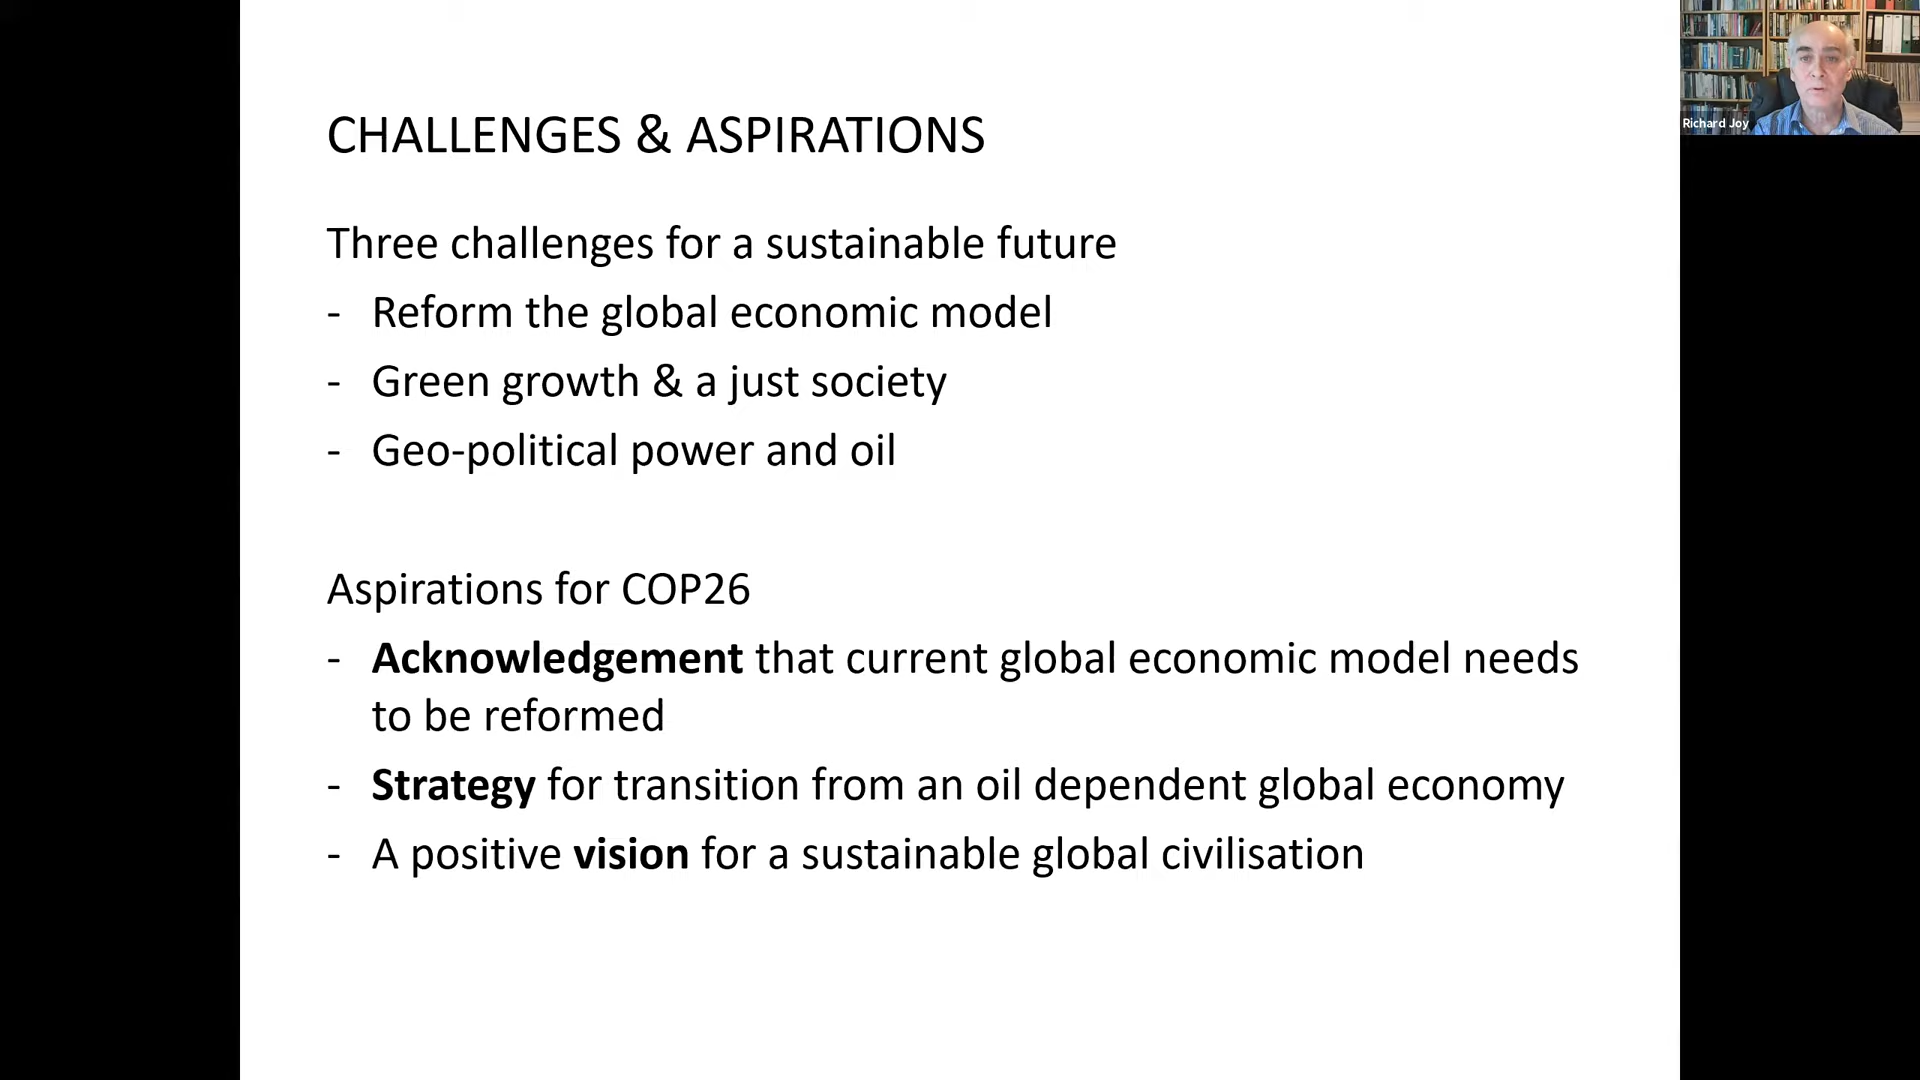 CHALLENGES & ASPIRATIONS
Richard Joy
Three challenges for a sustainable future
- Reform the global economic model
- Green growth & a just society
- Geo-political power and oil
Aspirations for COP26
- Acknowledgement that current global economic model needs
to be reformed
- Strategy for transition from an oil dependent global economy
- A positive vision for a sustainable global civilisation